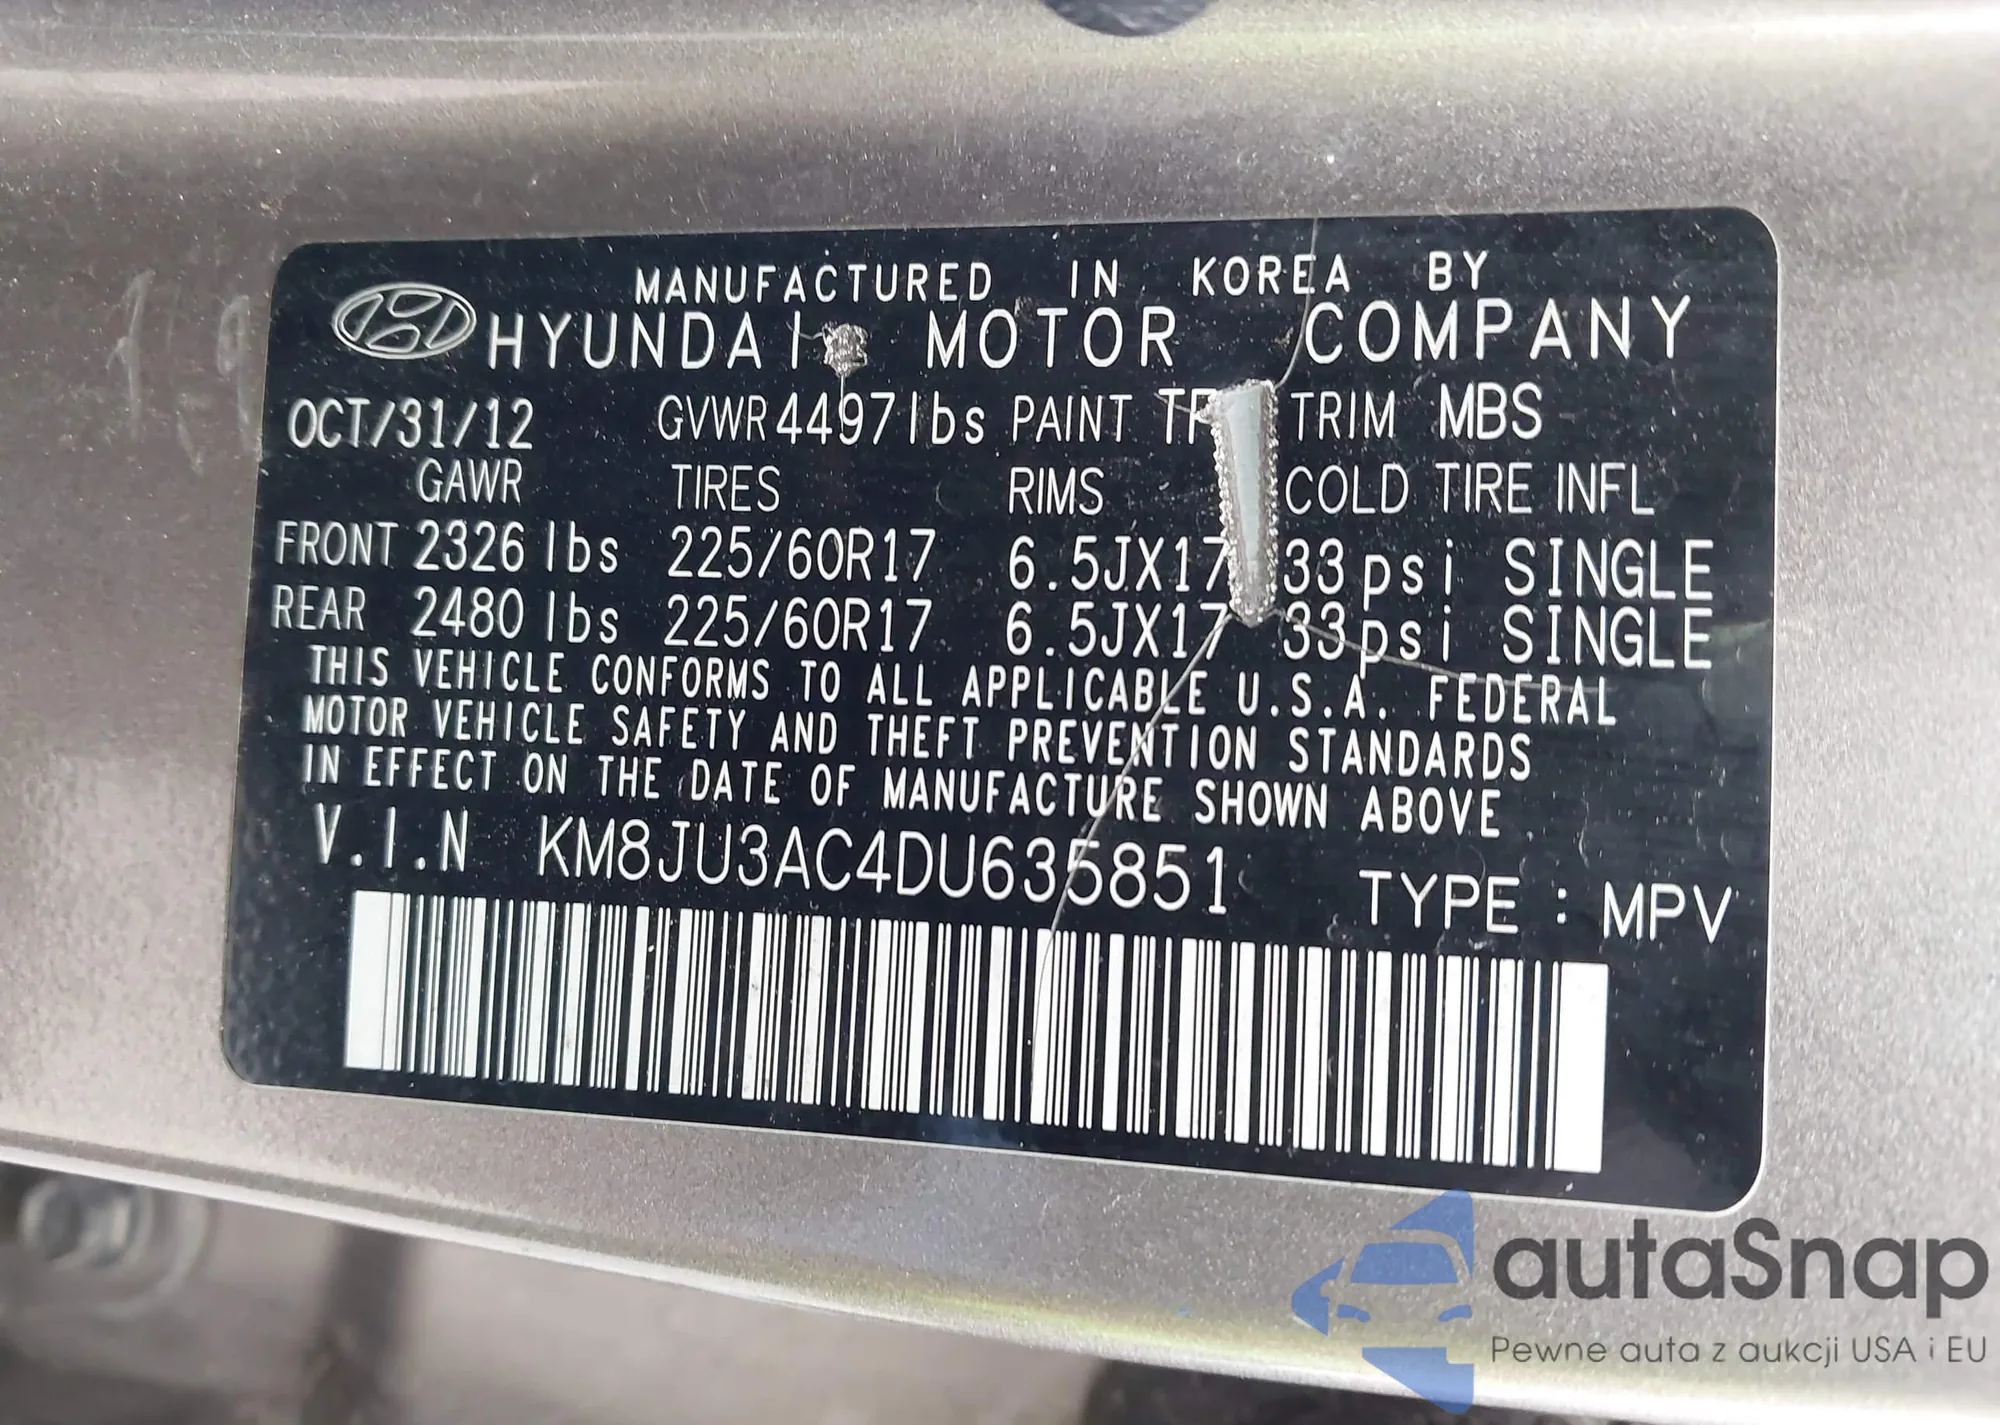 MANUFACTURED IN KOREA BY
HYUNDAI MOTOR COMPANY
OCT/31/12 GVWR 4497lbs PAINT TRIM MBS
GAWR TIRES RIMS COLD TIRE INFL
FRONT 2326 lbs 225/60R17 6.5JX17 33psi SINGLE
REAR 2480 lbs 225/60R17 6.5JX17 33psi SINGLE
THIS VEHICLE CONFORMS TO ALL APPLICABLE U.S.A. FEDERAL
MOTOR VEHICLE SAFETY AND THEFT PREVENTION STANDARDS
IN EFFECT ON THE DATE OF MANUFACTURE SHOWN ABOVE
V.I.N KM8JU3AC4DU635851
TYPE : MPV
autaSnap
Pewne auta z aukcji USA i EU